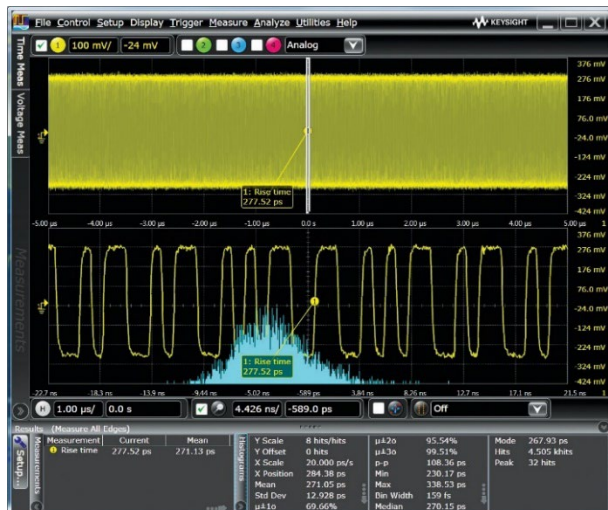 File Control Setup Display Trigger Measure Analyze Utilities Help KEYSIGHT
1 100 mV/ -24 mV 2 3 4 Analog
Time Meas
Voltage Meas
Measurements
376 mV
276 mV
176 mV
76.0 mV
-24.0 mV
-124 mV
-224 mV
-324 mV
-424 mV
1
1: Rise time
277.52 ps
-5.00 µs -4.00 µs -3.00 µs -2.00 µs -1.00 µs 0.0 s 1.00 µs 2.00 µs 3.00 µs 4.00 µs 5.00 µs 1
376 mV
276 mV
176 mV
76.0 mV
-24.0 mV
-124 mV
-224 mV
-324 mV
-424 mV
1
1: Rise time
277.52 ps
-22.7 ns -18.3 ns -13.9 ns -9.44 ns -5.02 ns -589 ps 3.84 ns 8.26 ns 12.7 ns 17.1 ns 21.5 ns 1
H 1.00 µs/ 0.0 s 4.426 ns/ -589.0 ps Off
Results (Measure All Edges)
Setup...
Measurements
Measurement Current Mean
1 Rise time 277.52 ps 271.13 ps
Histograms
Y Scale 8 hits/hits
Y Offset 0 hits
X Scale 20.000 ps/s
X Position 284.38 ps
Mean 271.05 ps
Std Dev 12.928 ps
µ±1σ 69.66%
µ±2σ 95.54%
µ±3σ 99.51%
p-p 108.36 ps
Min 230.17 ps
Max 338.53 ps
Bin Width 159 fs
Median 270.15 ps
Mode 267.93 ps
Hits 4.505 khits
Peak 32 hits